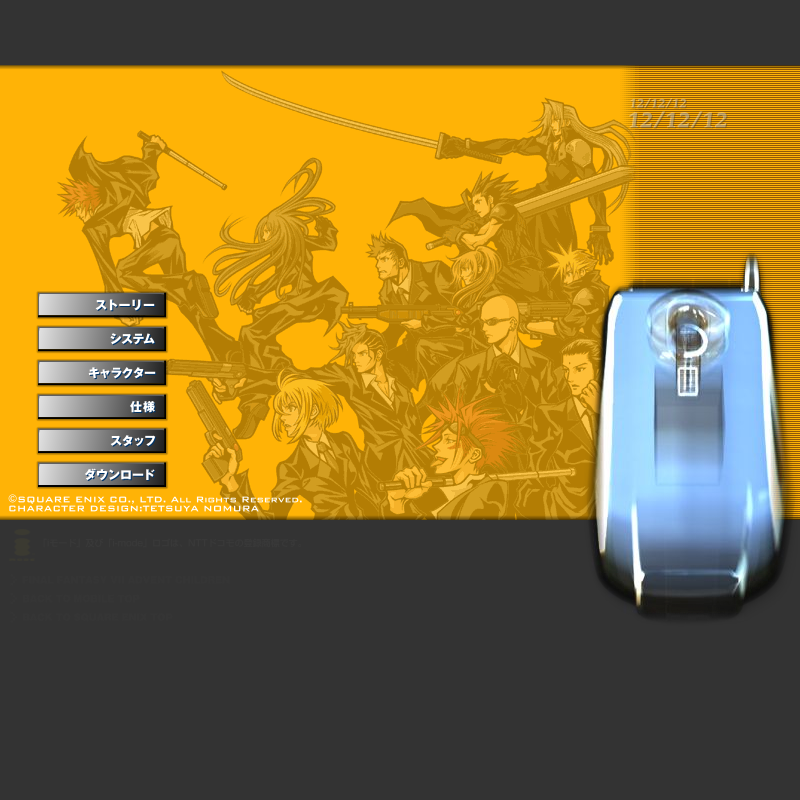 12/12/12
12/12/12
ストーリー
システム
キャラクター
仕様
スタッフ
ダウンロード
©SQUARE ENIX CO., LTD. ALL RIGHTS RESERVED.
CHARACTER DESIGN:TETSUYA NOMURA